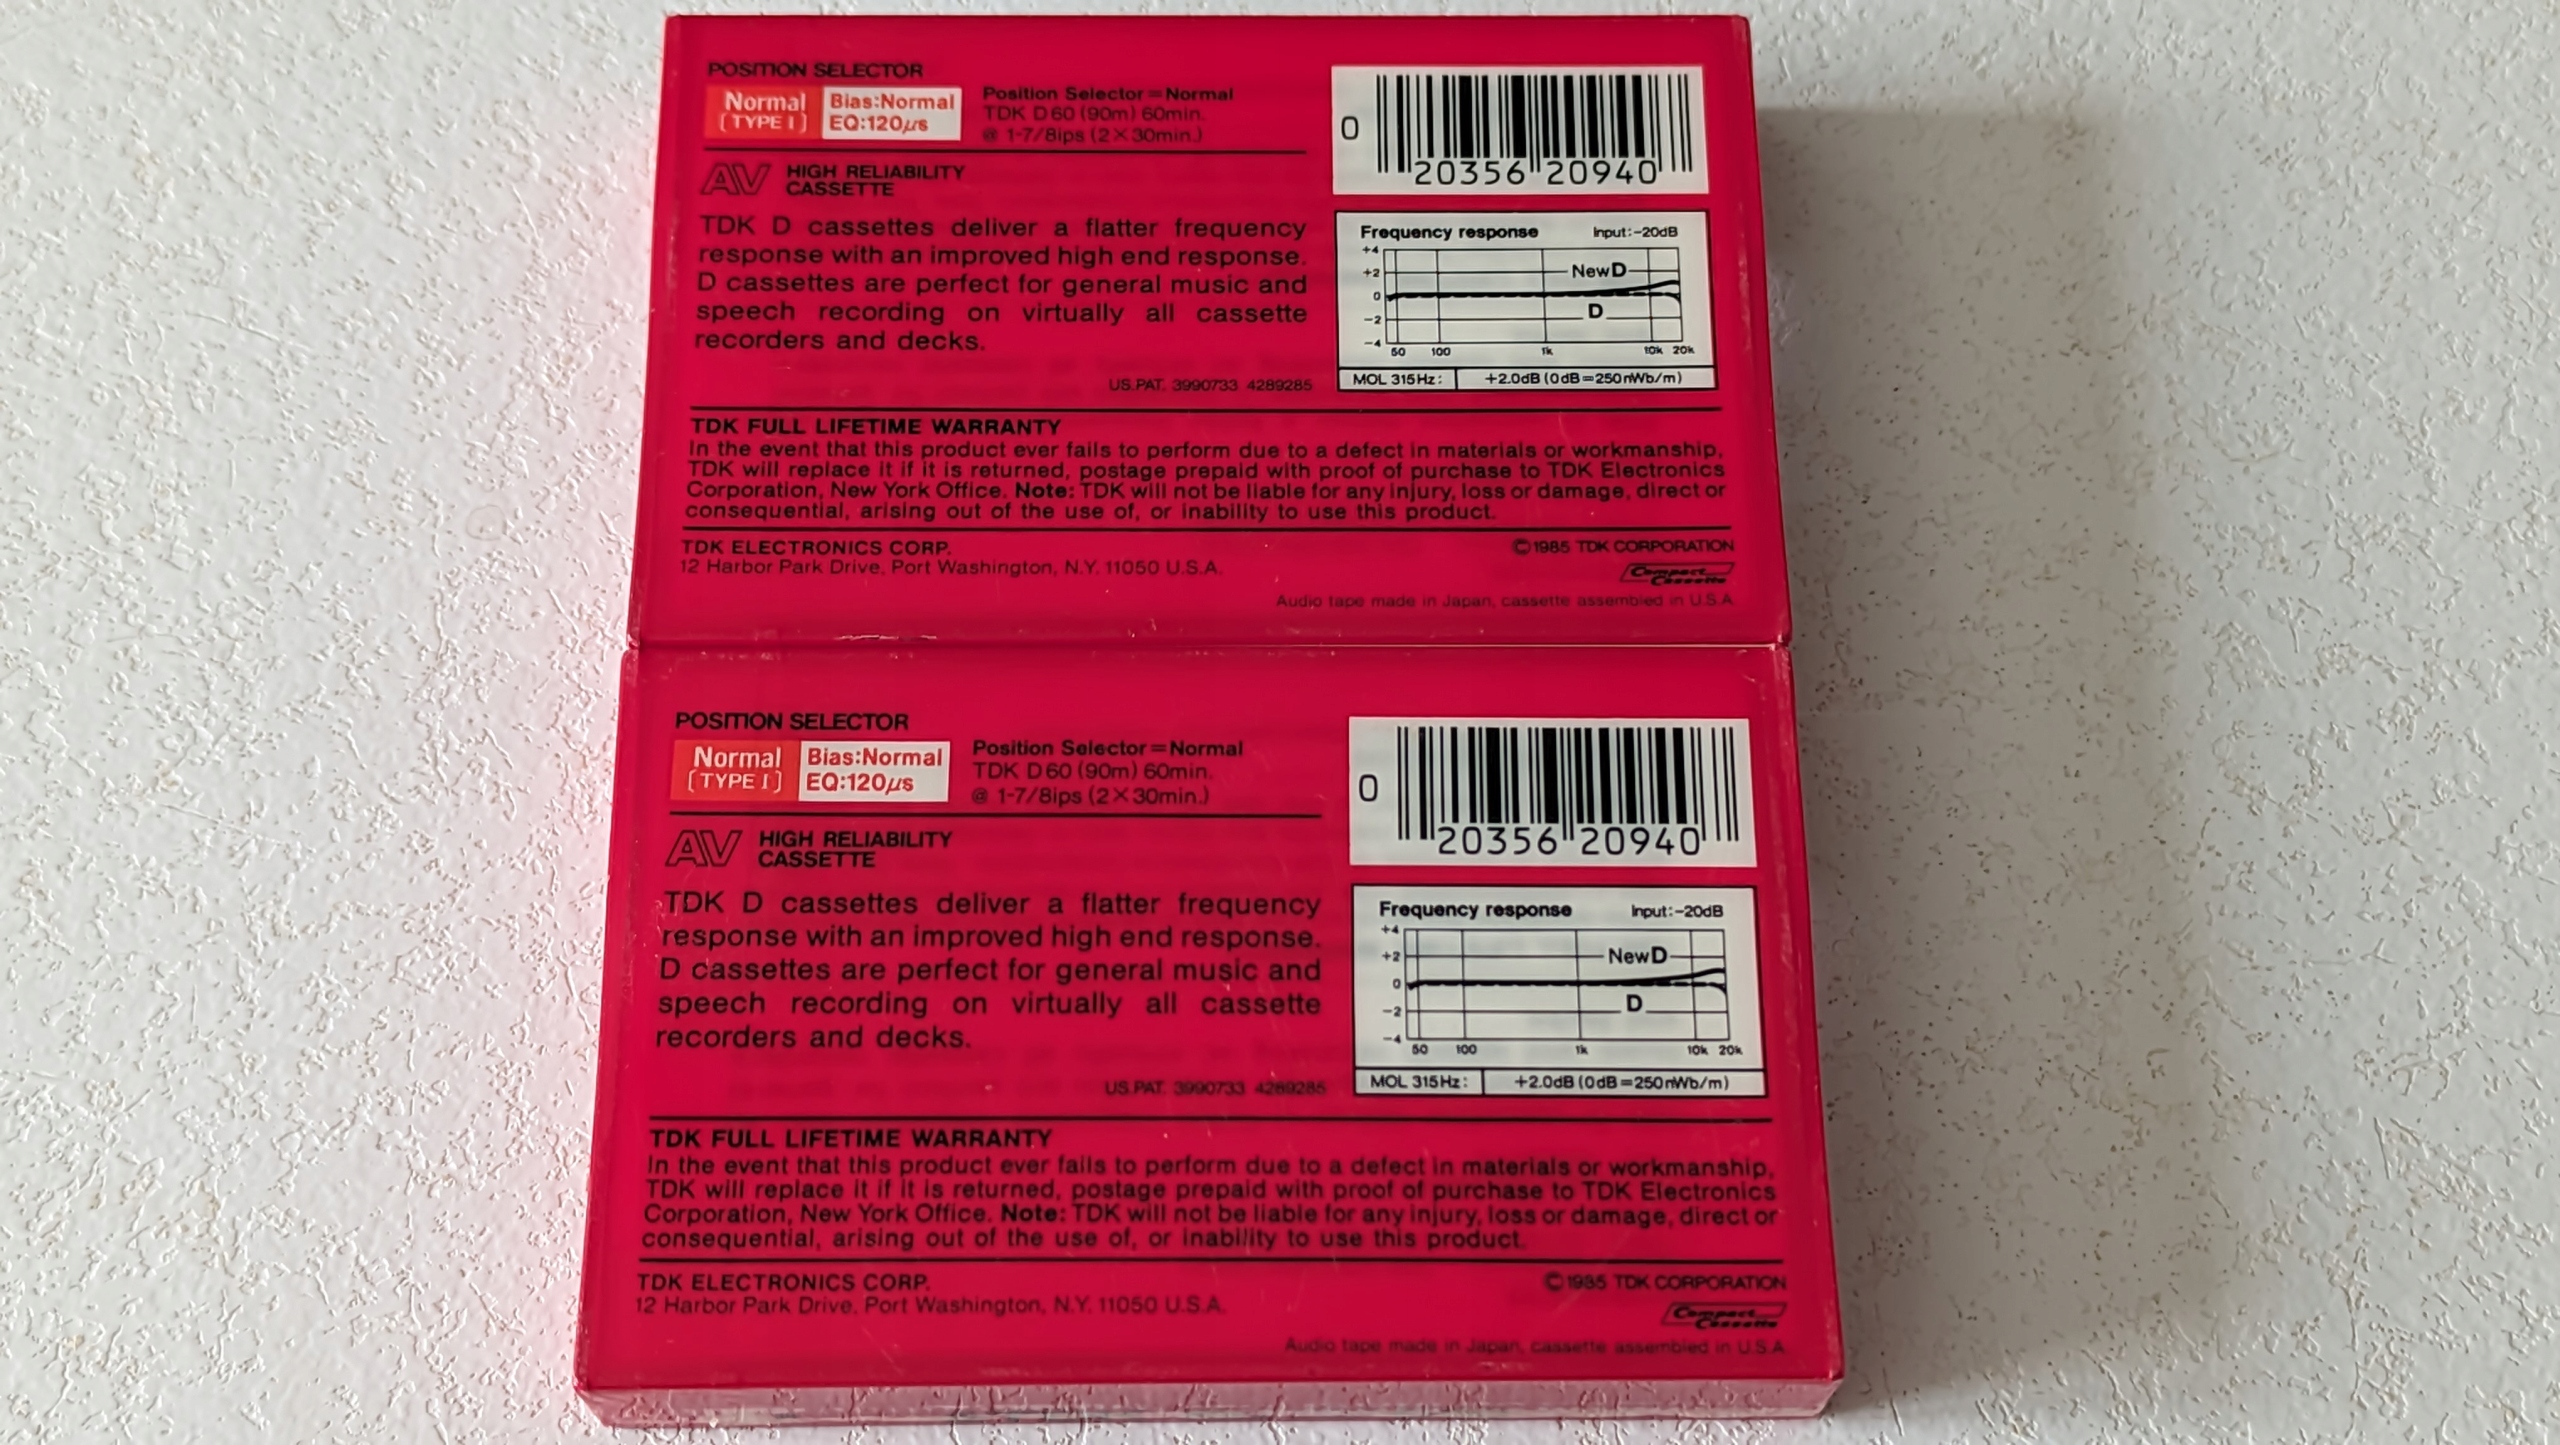 POSITION SELECTOR
Normal
(TYPE I)
Bias:Normal
EQ:120μs
Position Selector=Normal
TDK D60 (90m) 60min.
@ 1-7/8ips (2×30min.)
AV HIGH RELIABILITY
CASSETTE
TDK D cassettes deliver a flatter frequency
response with an improved high end response.
D cassettes are perfect for general music and
speech recording on virtually all cassette
recorders and decks.
US.PAT. 3990733 4289285
0 20356 20940
Frequency response Input:-20dB
+4
+2
0
-2
-4
New D
D
50 100 1k 10k 20k
MOL 315Hz: +2.0dB (0dB=250nWb/m)
TDK FULL LIFETIME WARRANTY
In the event that this product ever fails to perform due to a defect in materials or workmanship,
TDK will replace it if it is returned, postage prepaid with proof of purchase to TDK Electronics
Corporation, New York Office. Note: TDK will not be liable for any injury, loss or damage, direct or
consequential, arising out of the use of, or inability to use this product.
TDK ELECTRONICS CORP.
12 Harbor Park Drive, Port Washington, N.Y. 11050 U.S.A.
©1985 TDK CORPORATION
Compact
Cassette
Audio tape made in Japan, cassette assembled in U.S.A.
POSITION SELECTOR
Normal
(TYPE I)
Bias:Normal
EQ:120μs
Position Selector=Normal
TDK D60 (90m) 60min.
@ 1-7/8ips (2×30min.)
AV HIGH RELIABILITY
CASSETTE
TDK D cassettes deliver a flatter frequency
response with an improved high end response.
D cassettes are perfect for general music and
speech recording on virtually all cassette
recorders and decks.
US.PAT. 3990733 4289285
0 20356 20940
Frequency response Input:-20dB
+4
+2
0
-2
-4
New D
D
50 100 1k 10k 20k
MOL 315Hz: +2.0dB (0dB=250nWb/m)
TDK FULL LIFETIME WARRANTY
In the event that this product ever fails to perform due to a defect in materials or workmanship,
TDK will replace it if it is returned, postage prepaid with proof of purchase to TDK Electronics
Corporation, New York Office. Note: TDK will not be liable for any injury, loss or damage, direct or
consequential, arising out of the use of, or inability to use this product.
TDK ELECTRONICS CORP.
12 Harbor Park Drive, Port Washington, N.Y. 11050 U.S.A.
©1985 TDK CORPORATION
Compact
Cassette
Audio tape made in Japan, cassette assembled in U.S.A.